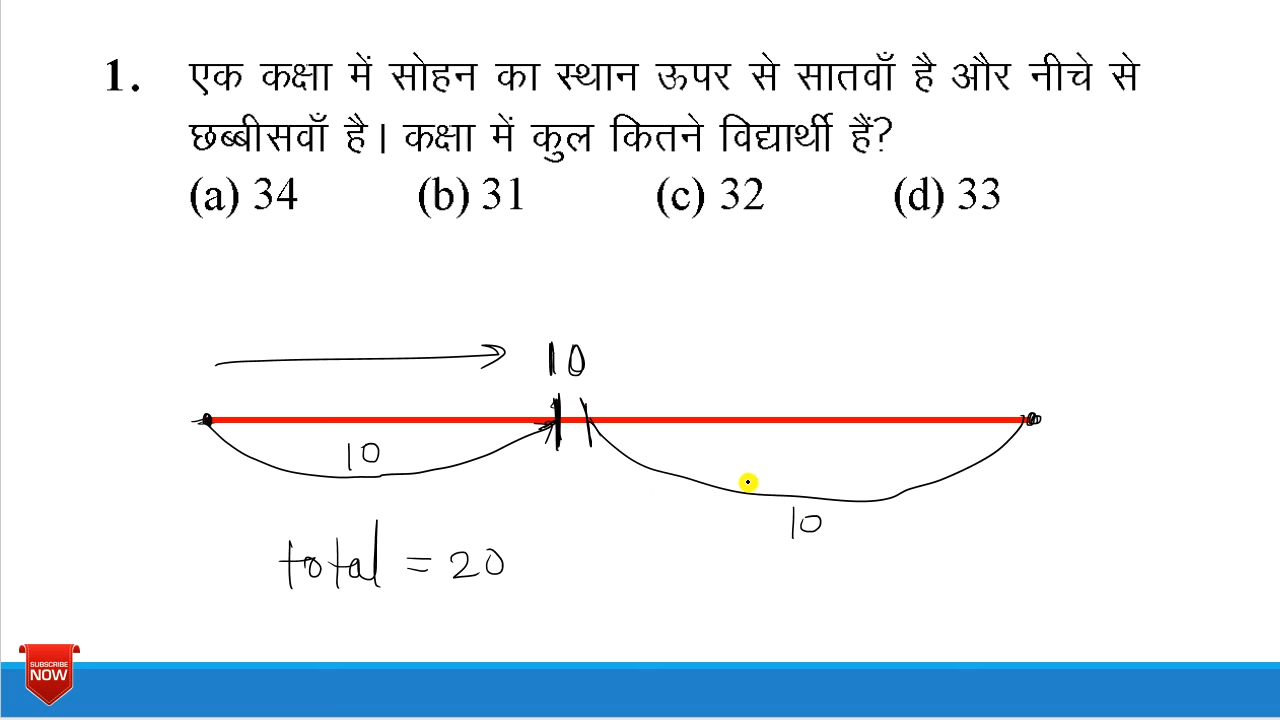 1. एक कक्षा में सोहन का स्थान ऊपर से सातवाँ है और नीचे से
छब्बीसवाँ है। कक्षा में कुल कितने विद्यार्थी हैं?
(a) 34 (b) 31 (c) 32 (d) 33
10
10
10
total = 20
SUBSCRIBE
NOW